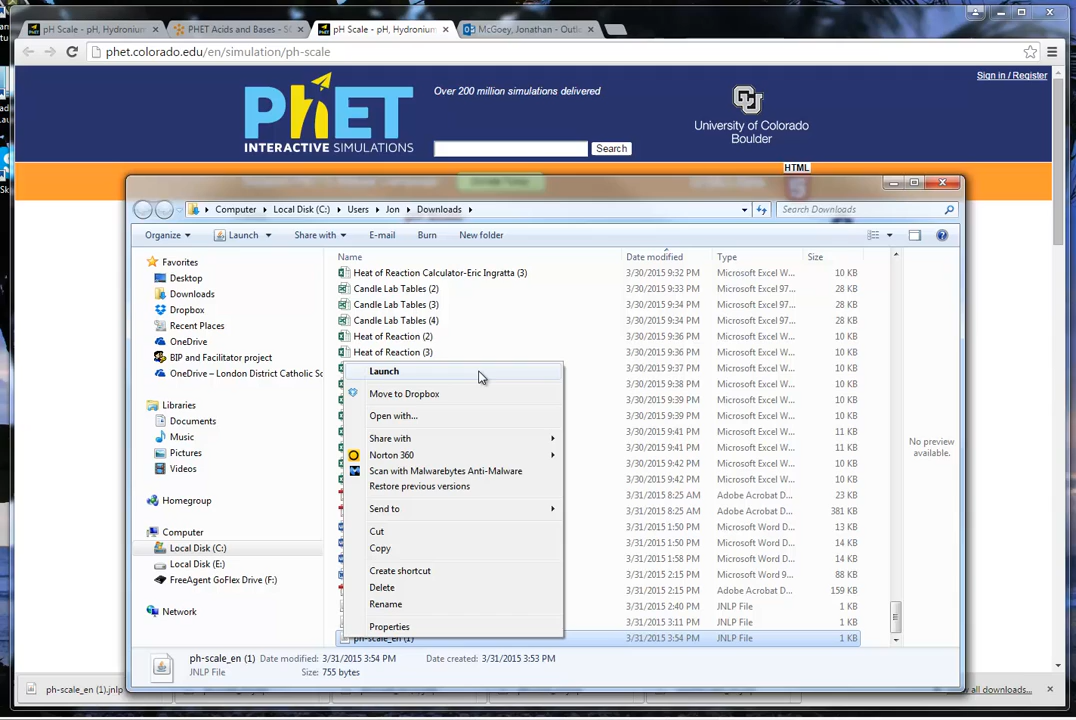 pH Scale - pH, Hydronium
PHET Acids and Bases - S
pH Scale - pH, Hydronium
McGoey, Jonathan - Outlo
phet.colorado.edu/en/simulation/ph-scale
Sign in / Register
PhET
INTERACTIVE SIMULATIONS
Over 200 million simulations delivered
Search
University of Colorado
Boulder
HTML
Computer Local Disk (C:) Users Jon Downloads
Search Downloads
Organize Launch Share with E-mail Burn New folder
Name Date modified Type Size
Favorites
Desktop
Downloads
Dropbox
Recent Places
OneDrive
BIP and Facilitator project
OneDrive – London District Catholic Sc
Libraries
Documents
Music
Pictures
Videos
Homegroup
Computer
Local Disk (C:)
Local Disk (E:)
FreeAgent GoFlex Drive (F:)
Network
Heat of Reaction Calculator-Eric Ingratta (3) 3/30/2015 9:32 PM Microsoft Excel W... 10 KB
Candle Lab Tables (2) 3/30/2015 9:33 PM Microsoft Excel 97... 28 KB
Candle Lab Tables (3) 3/30/2015 9:34 PM Microsoft Excel 97... 28 KB
Candle Lab Tables (4) 3/30/2015 9:34 PM Microsoft Excel 97... 28 KB
Heat of Reaction (2) 3/30/2015 9:36 PM Microsoft Excel W... 10 KB
Heat of Reaction (3) 3/30/2015 9:36 PM Microsoft Excel W... 10 KB
3/30/2015 9:37 PM Microsoft Excel W... 10 KB
3/30/2015 9:38 PM Microsoft Excel W... 10 KB
3/30/2015 9:39 PM Microsoft Excel W... 10 KB
3/30/2015 9:39 PM Microsoft Excel W... 10 KB
3/30/2015 9:41 PM Microsoft Excel W... 10 KB
3/30/2015 9:42 PM Microsoft Excel W... 10 KB
3/30/2015 9:42 PM Microsoft Excel W... 10 KB
3/31/2015 8:25 AM Adobe Acrobat D... 23 KB
3/31/2015 8:25 AM Adobe Acrobat D... 381 KB
3/31/2015 1:50 PM Microsoft Word D...
3/31/2015 1:50 PM Microsoft Word D...
3/31/2015 1:58 PM Microsoft Word D...
3/31/2015 2:15 PM Microsoft Word 9...
3/31/2015 2:15 PM Adobe Acrobat D... 159 KB
3/31/2015 2:40 PM JNLP File 1 KB
3/31/2015 3:11 PM JNLP File 1 KB
ph-scale_en (1) 3/31/2015 3:54 PM JNLP File 1 KB
Launch
Move to Dropbox
Open with...
Share with
Norton 360
Scan with Malwarebytes Anti-Malware
Restore previous versions
Send to
Cut
Copy
Create shortcut
Delete
Rename
Properties
No preview
available.
ph-scale_en (1) Date modified: 3/31/2015 3:54 PM Date created: 3/31/2015 3:53 PM
JNLP File Size: 755 bytes
ph-scale_en (1).jnlp
all downloads...